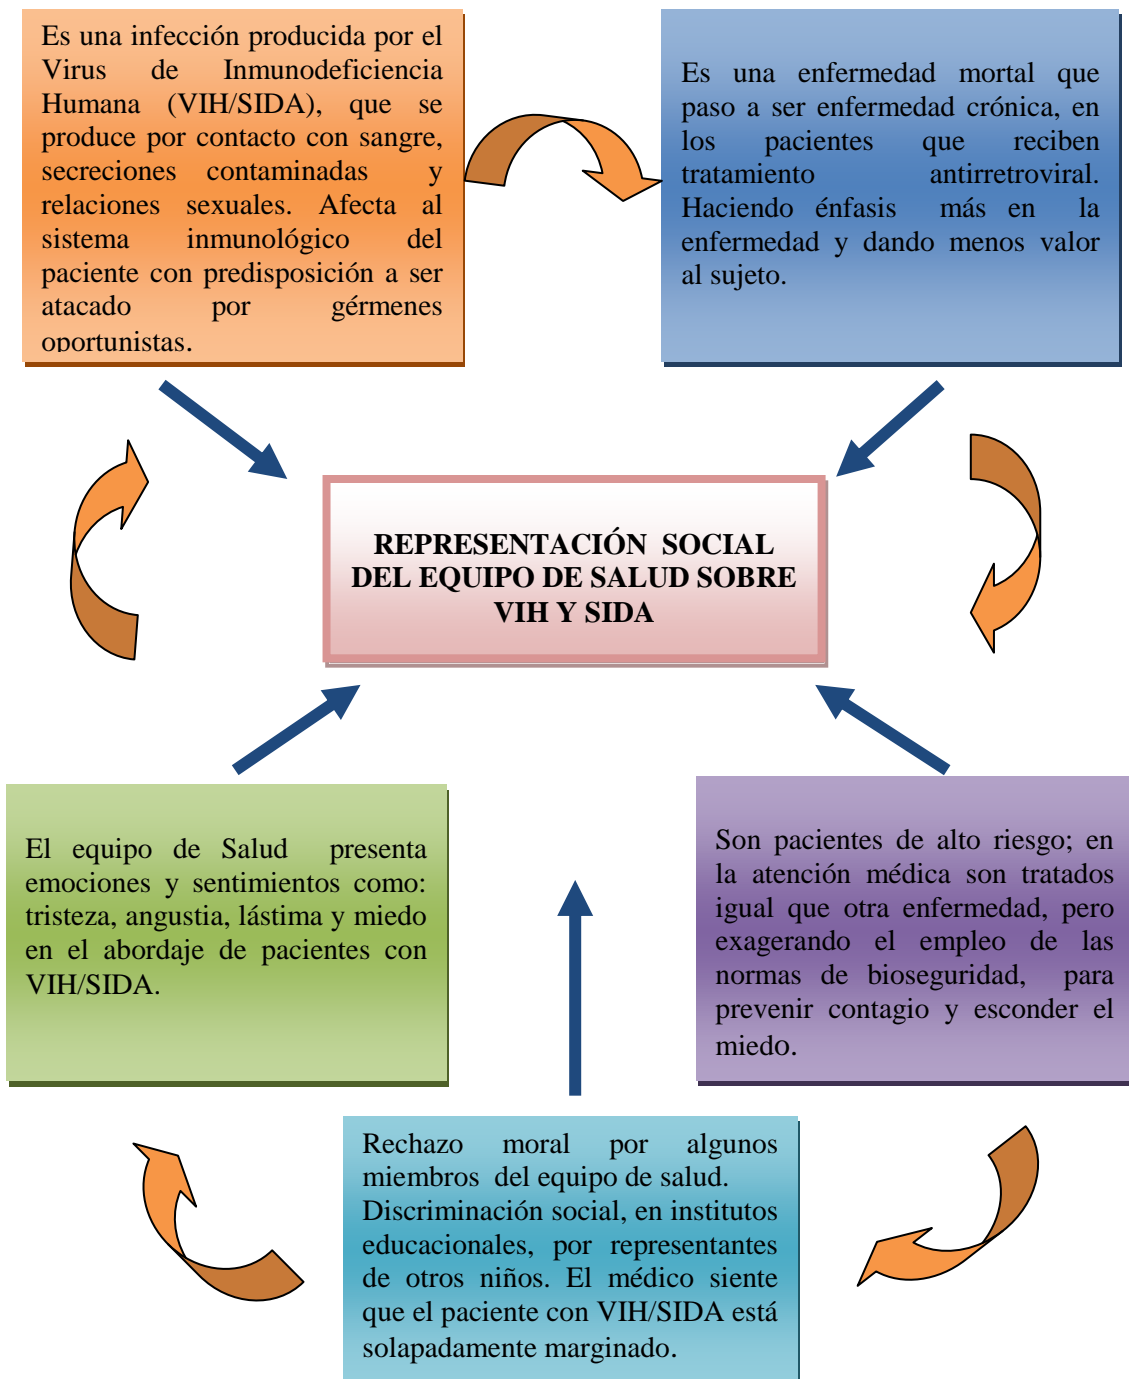 Es una infección producida por el
Virus de Inmunodeficiencia
Humana (VIH/SIDA), que se
produce por contacto con sangre,
secreciones contaminadas y
relaciones sexuales. Afecta al
sistema inmunológico del
paciente con predisposición a ser
atacado por gérmenes
oportunistas.
Es una enfermedad mortal que
paso a ser enfermedad crónica, en
los pacientes que reciben
tratamiento antirretroviral.
Haciendo énfasis más en la
enfermedad y dando menos valor
al sujeto.
REPRESENTACIÓN SOCIAL
DEL EQUIPO DE SALUD SOBRE
VIH Y SIDA
El equipo de Salud presenta
emociones y sentimientos como:
tristeza, angustia, lástima y miedo
en el abordaje de pacientes con
VIH/SIDA.
Son pacientes de alto riesgo; en
la atención médica son tratados
igual que otra enfermedad, pero
exagerando el empleo de las
normas de bioseguridad, para
prevenir contagio y esconder el
miedo.
Rechazo moral por algunos
miembros del equipo de salud.
Discriminación social, en institutos
educacionales, por representantes
de otros niños. El médico siente
que el paciente con VIH/SIDA está
solapadamente marginado.